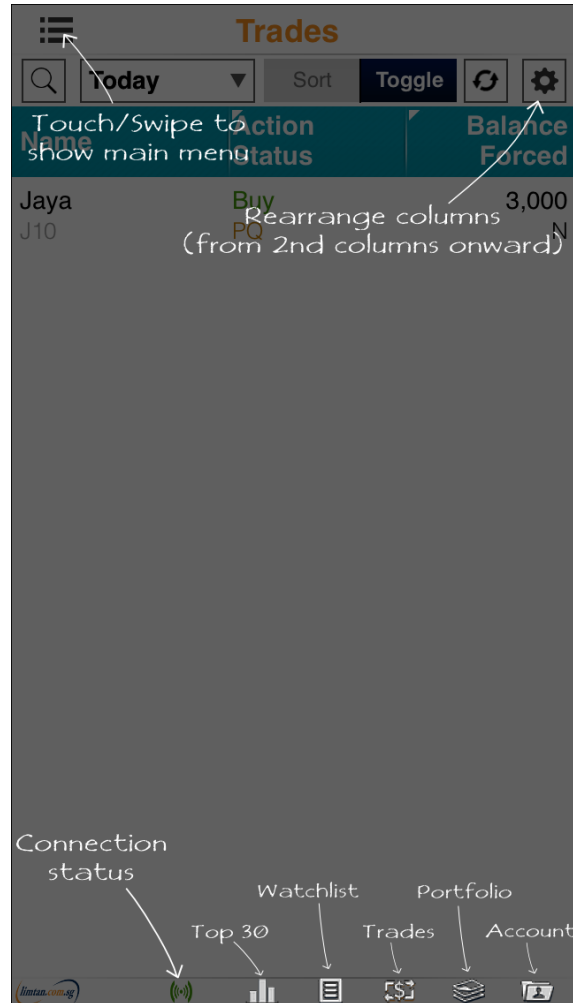 Trades
Today
Sort
Toggle
Touch/Swipe to
show main menu
Name
Action
Status
Balance
Forced
Jaya
Buy
3,000
J10
PQ
N
Rearrange columns
(from 2nd columns onward)
Connection
status
Watchlist
Portfolio
Top 30
Trades
Account
limtan.com.sg